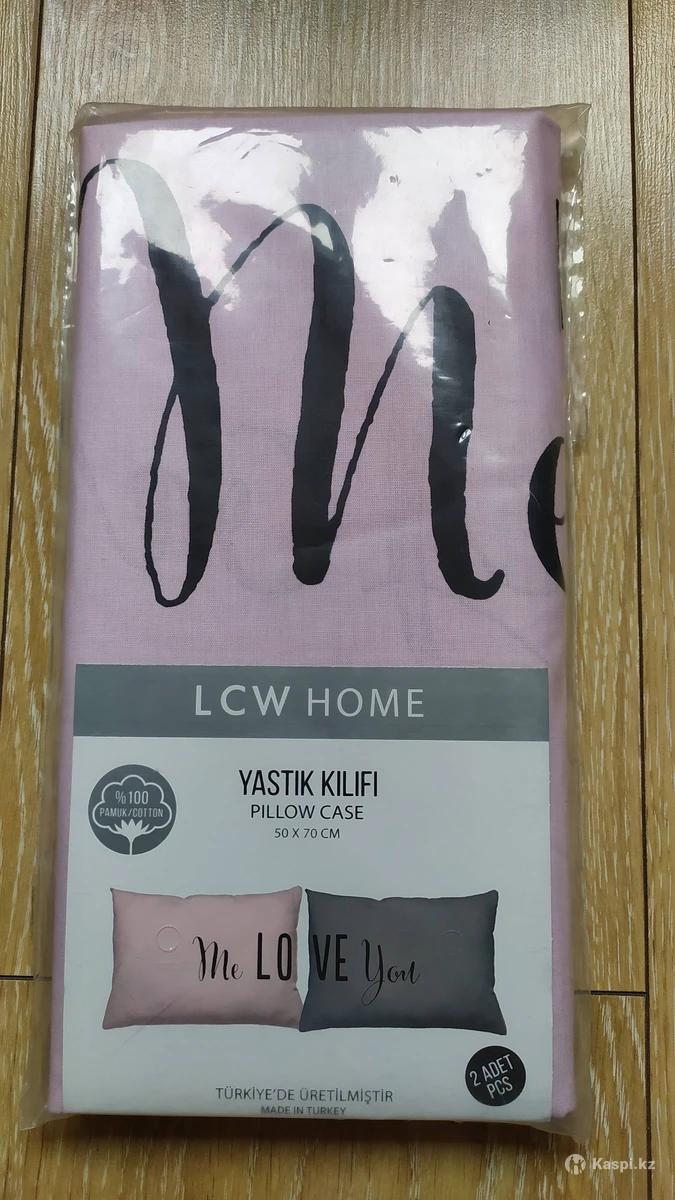 Me
LCW HOME
YASTIK KILIFI
PILLOW CASE
50 X 70 CM
%100
PAMUK/COTTON
Me LOVE You
2 ADET
PCS
TÜRKİYE'DE ÜRETİLMİŞTİR
MADE IN TURKEY
Kaspi.kz